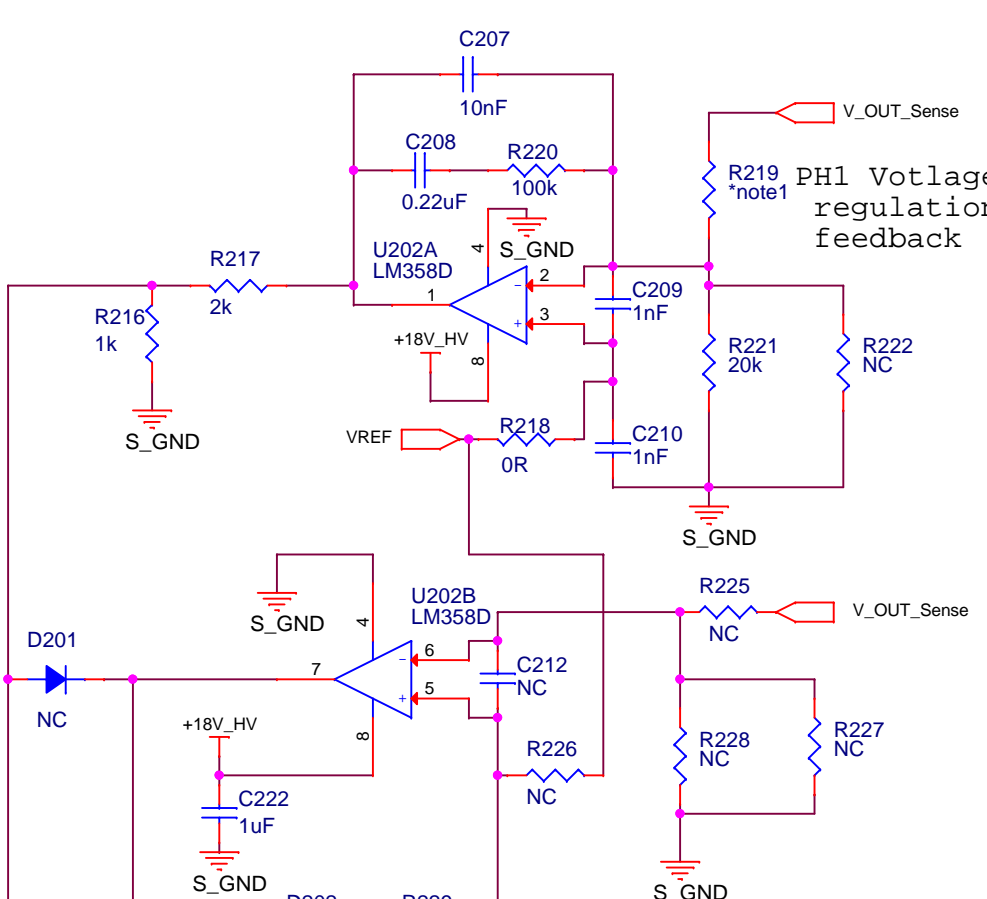 C207
10nF
C208
0.22uF
R220
100k
V_OUT_Sense
R219
*note1
PH1 Votlage
regulation
feedback
4
S_GND
U202A
LM358D
R217
2k
R216
1k
S_GND
1
−
2
+
3
+18V_HV
8
C209
1nF
R221
20k
R222
NC
VREF
R218
0R
C210
1nF
S_GND
S_GND
4
U202B
LM358D
R225
NC
V_OUT_Sense
D201
NC
7
−
6
+
5
C212
NC
+18V_HV
8
R226
NC
R228
NC
R227
NC
C222
1uF
S_GND
S_GND